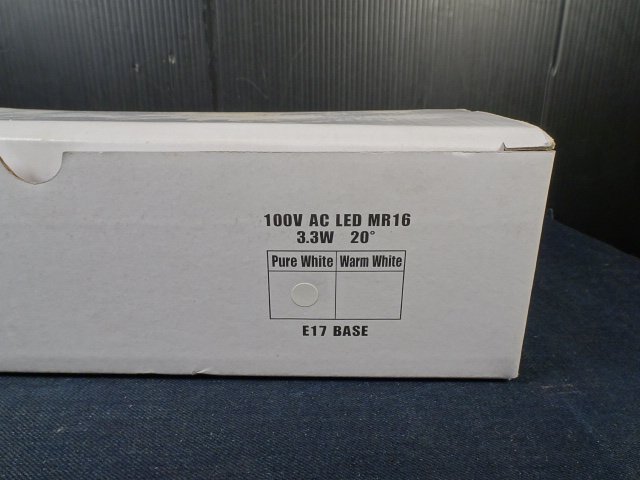 100V AC LED MR16
3.3W 20°
Pure White Warm White
E17 BASE